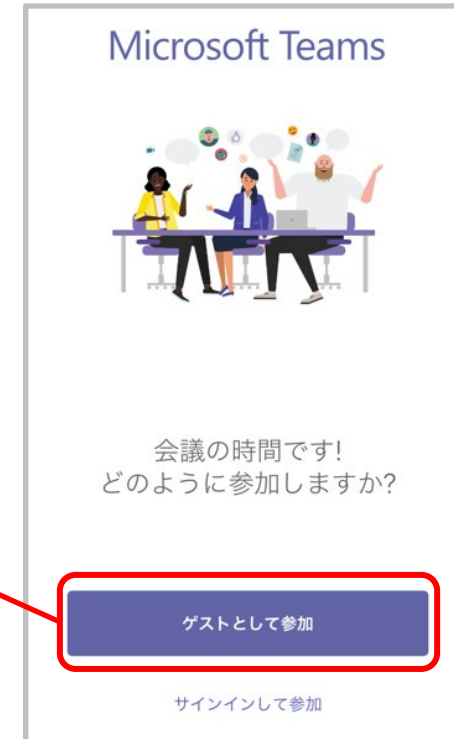 Microsoft Teams
会議の時間です!
どのように参加しますか?
ゲストとして参加
サインインして参加